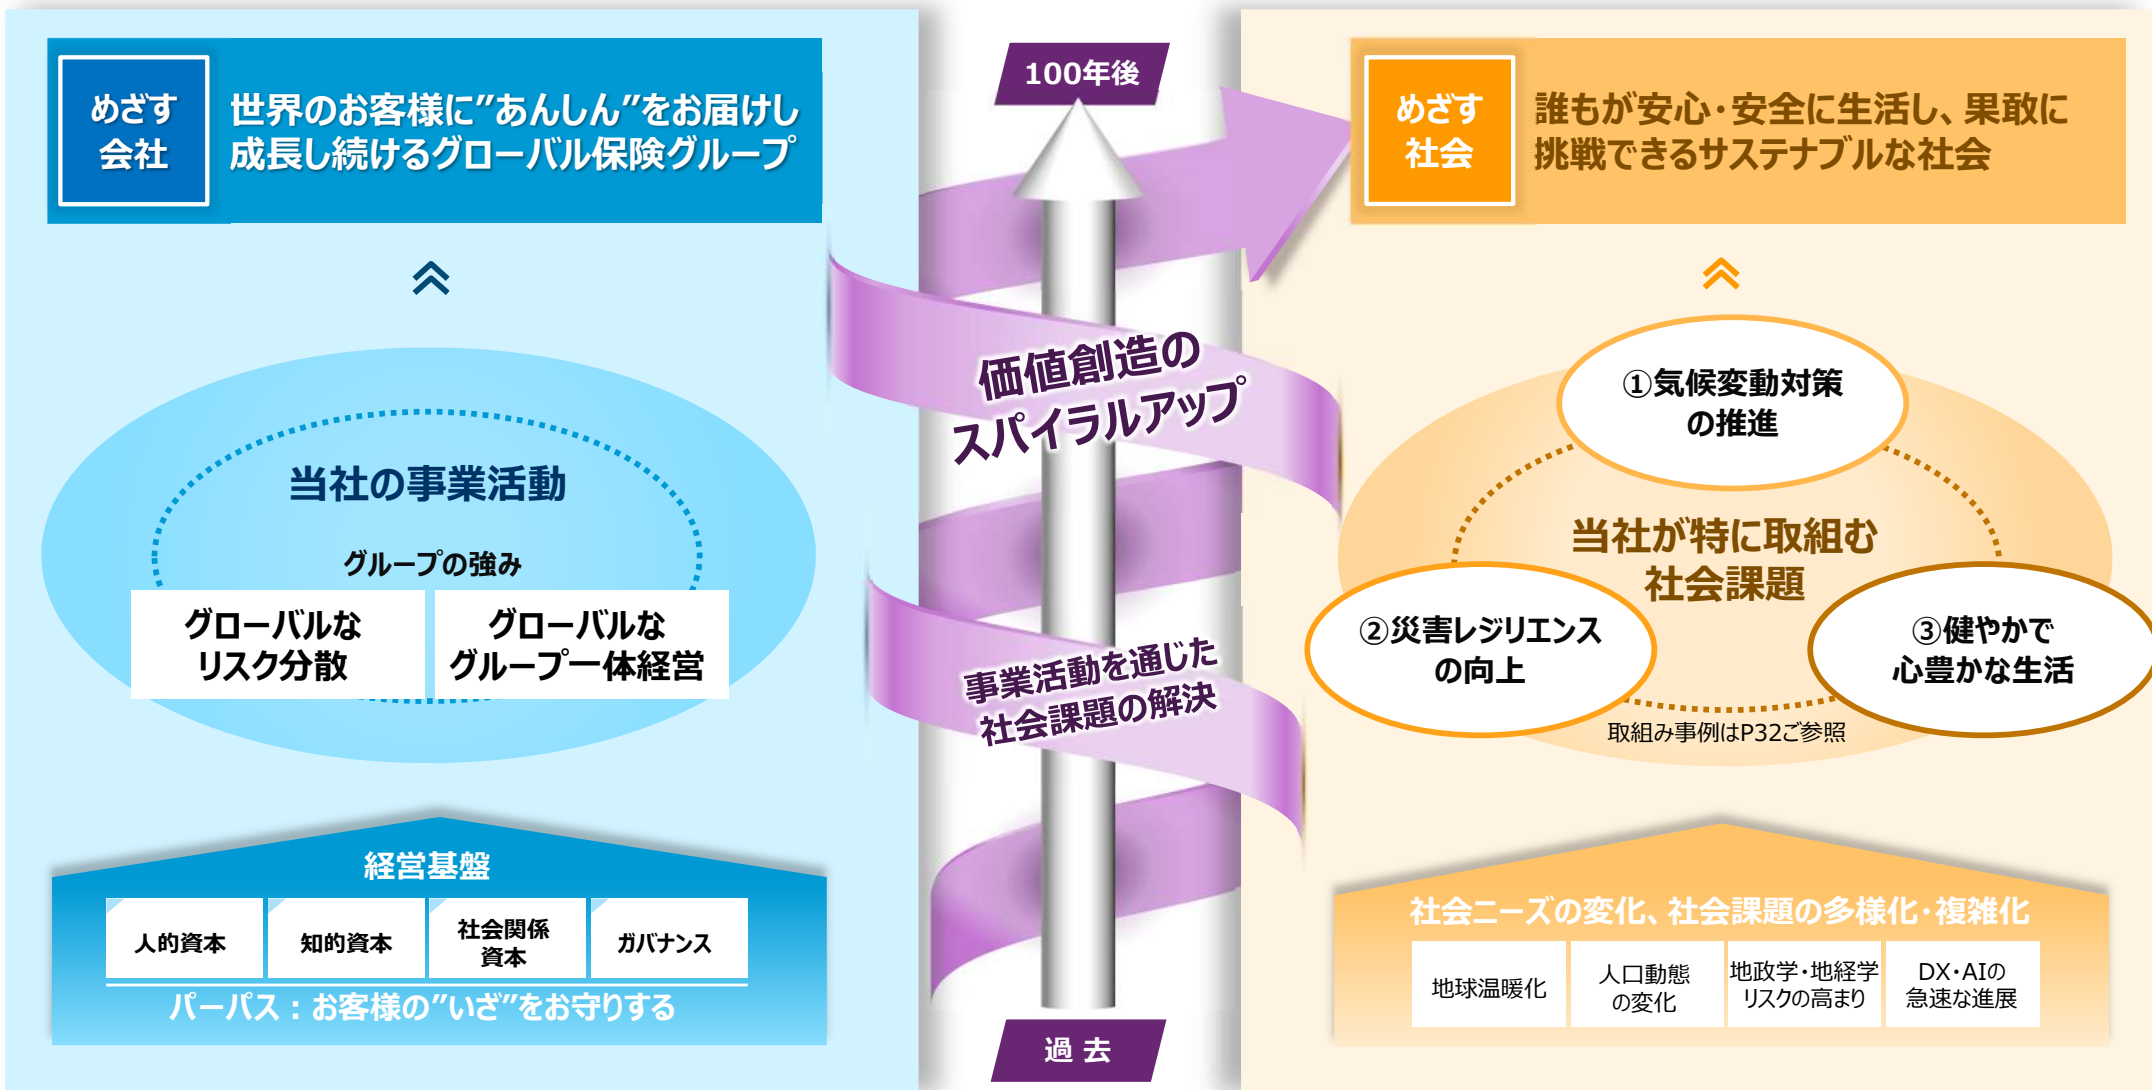 めざす
会社
世界のお客様に"あんしん"をお届けし
成長し続けるグローバル保険グループ
当社の事業活動
グループの強み
グローバルな
リスク分散
グローバルな
グループ一体経営
経営基盤
人的資本
知的資本
社会関係
資本
ガバナンス
パーパス：お客様の"いざ"をお守りする
100年後
価値創造の
スパイラルアップ
事業活動を通じた
社会課題の解決
過 去
めざす
社会
誰もが安心・安全に生活し、果敢に
挑戦できるサステナブルな社会
①気候変動対策
の推進
当社が特に取組む
社会課題
②災害レジリエンス
の向上
③健やかで
心豊かな生活
取組み事例はP32ご参照
社会ニーズの変化、社会課題の多様化・複雑化
地球温暖化
人口動態
の変化
地政学・地経学
リスクの高まり
DX・AIの
急速な進展